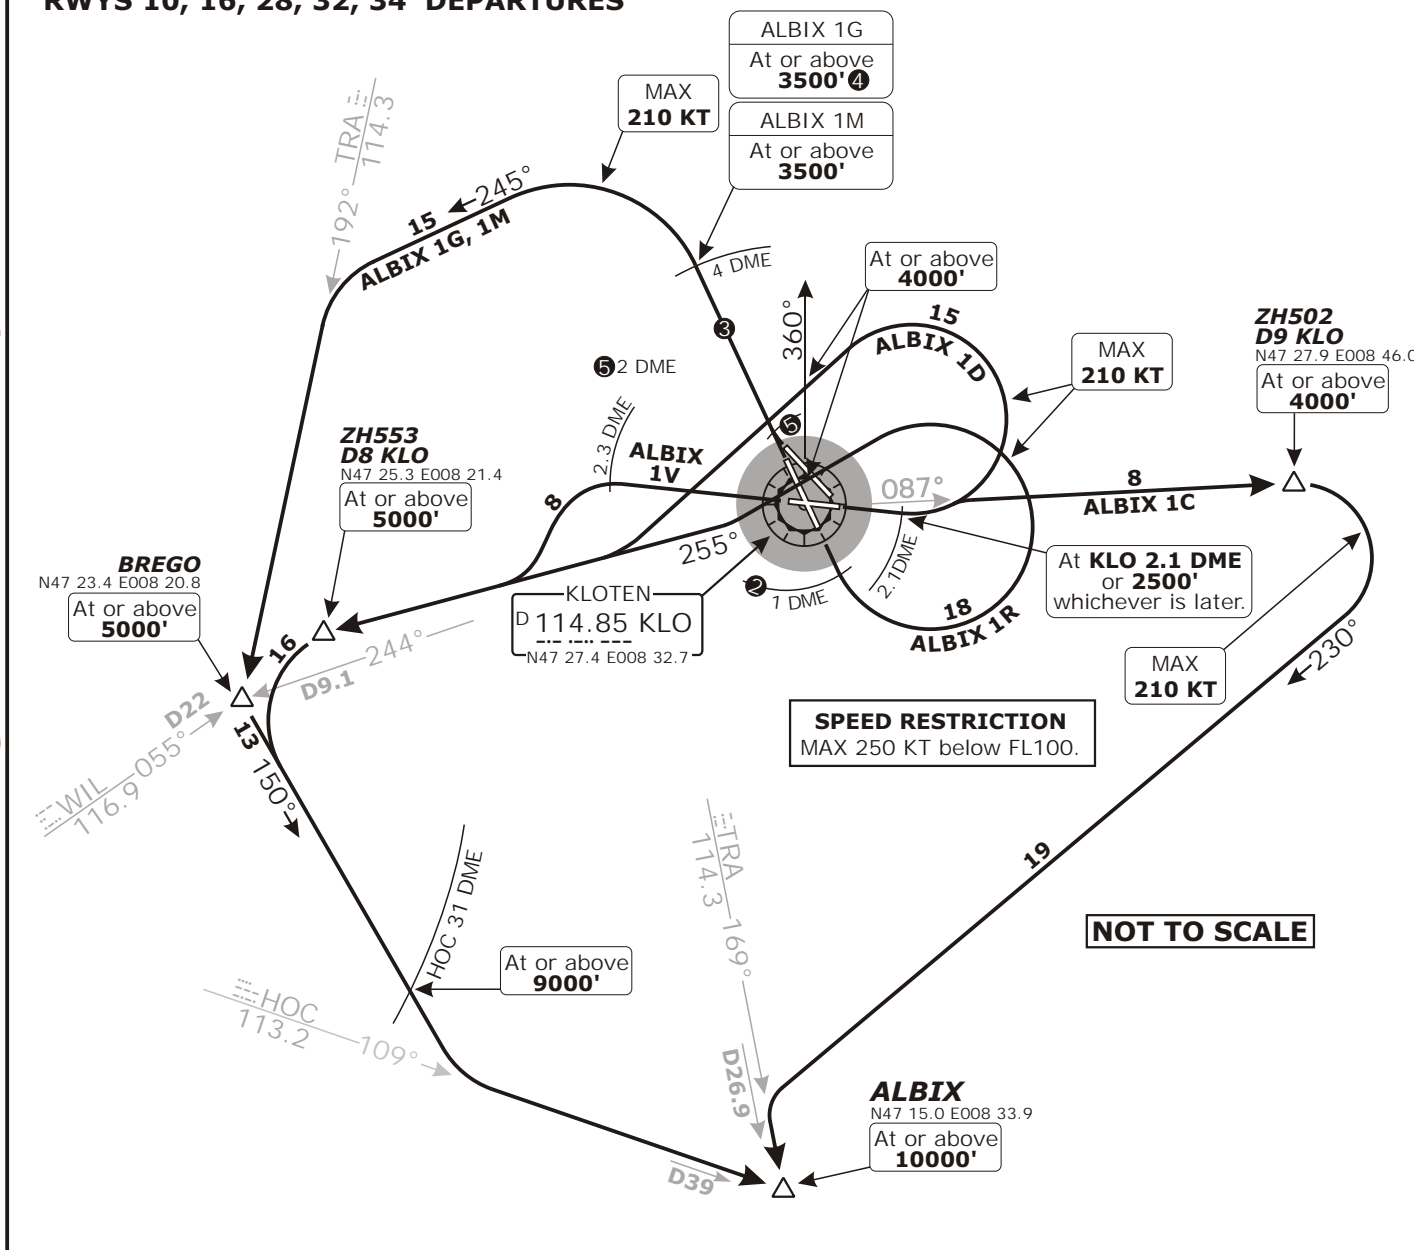 RWYS 10, 16, 28, 32, 34 DEPARTURES
ALBIX 1G
At or above
3500' 4
ALBIX 1M
At or above
3500'
MAX
210 KT
TRA
114.3
192°
245°
15
ALBIX 1G, 1M
4 DME
3
At or above
4000'
360°
15
ALBIX 1D
MAX
210 KT
ZH502
D9 KLO
N47 27.9 E008 46.0
At or above
4000'
5 2 DME
5
2.3 DME
ALBIX
1V
8
ZH553
D8 KLO
N47 25.3 E008 21.4
At or above
5000'
087°
8
ALBIX 1C
2.1DME
At KLO 2.1 DME
or 2500'
whichever is later.
255°
2
1 DME
18
ALBIX 1R
BREGO
N47 23.4 E008 20.8
At or above
5000'
KLOTEN
D 114.85 KLO
N47 27.4 E008 32.7
16
244°
D9.1
D22
055°
WIL
116.9
13
150°
230°
MAX
210 KT
SPEED RESTRICTION
MAX 250 KT below FL100.
TRA
114.3
169°
D26.9
19
NOT TO SCALE
HOC 31 DME
At or above
9000'
HOC
113.2
109°
D39
ALBIX
N47 15.0 E008 33.9
At or above
10000'